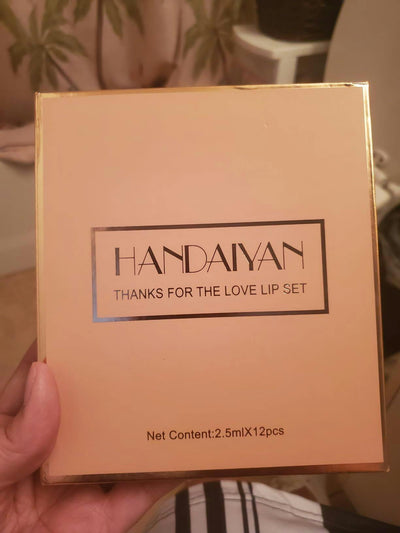 HANDAIYAN
THANKS FOR THE LOVE LIP SET
Net Content:2.5mlX12pcs